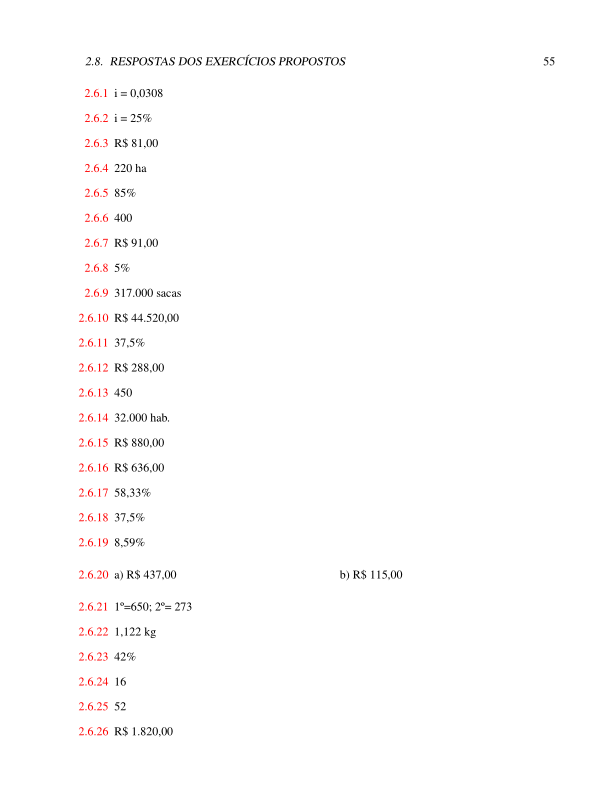 2.8. RESPOSTAS DOS EXERCÍCIOS PROPOSTOS 55
2.6.1 i = 0,0308
2.6.2 i = 25%
2.6.3 R$ 81,00
2.6.4 220 ha
2.6.5 85%
2.6.6 400
2.6.7 R$ 91,00
2.6.8 5%
2.6.9 317.000 sacas
2.6.10 R$ 44.520,00
2.6.11 37,5%
2.6.12 R$ 288,00
2.6.13 450
2.6.14 32.000 hab.
2.6.15 R$ 880,00
2.6.16 R$ 636,00
2.6.17 58,33%
2.6.18 37,5%
2.6.19 8,59%
2.6.20 a) R$ 437,00 b) R$ 115,00
2.6.21 1º=650; 2º= 273
2.6.22 1,122 kg
2.6.23 42%
2.6.24 16
2.6.25 52
2.6.26 R$ 1.820,00